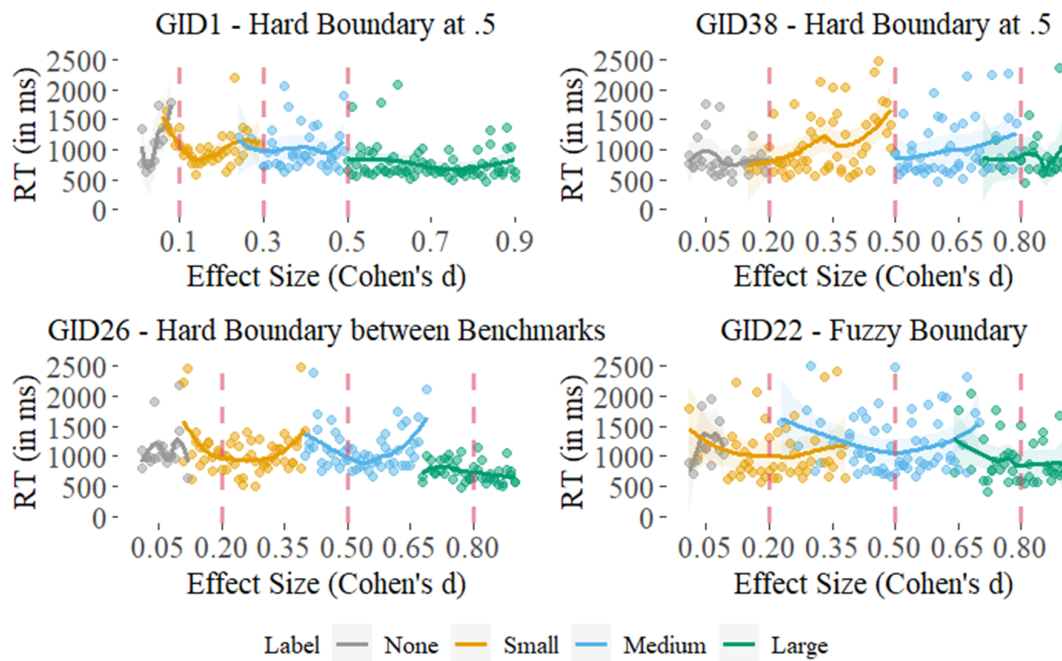 GID1 - Hard Boundary at .5
GID38 - Hard Boundary at .5
RT (in ms)
2500
2000
1500
1000
500
0
0.1 0.3 0.5 0.7 0.9
Effect Size (Cohen's d)
RT (in ms)
2500
2000
1500
1000
500
0
0.05 0.20 0.35 0.50 0.65 0.80
Effect Size (Cohen's d)
GID26 - Hard Boundary between Benchmarks
GID22 - Fuzzy Boundary
RT (in ms)
2500
2000
1500
1000
500
0
0.05 0.20 0.35 0.50 0.65 0.80
Effect Size (Cohen's d)
RT (in ms)
2500
2000
1500
1000
500
0
0.05 0.20 0.35 0.50 0.65 0.80
Effect Size (Cohen's d)
Label None Small Medium Large